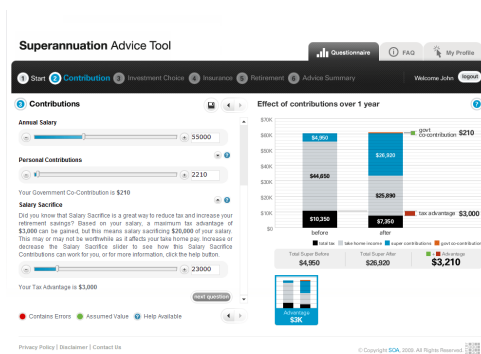 Superannuation Advice Tool
Questionnaire
FAQ
My Profile
1 Start 2 Contribution 3 Investment Choice 4 Insurance 5 Retirement 6 Advice Summary
Welcome John logout
2 Contributions
Annual Salary
55000
Personal Contributions
2210
Your Government Co-Contribution is $210
Salary Sacrifice
Did you know that Salary Sacrifice is a great way to reduce tax and increase your
retirement savings? Based on your salary, a maximum tax advantage of
$3,000 can be gained, but this means salary sacrificing $20,000 of your salary.
This may or may not be worthwhile as it affects your take home pay. Increase or
decrease the Salary Sacrifice slider to see how this Salary Sacrifice
Contributions can work for you, or for more information, click the help button.
23000
Your Tax Advantage is $3,000
next question
Contains Errors Assumed Value ? Help Available
Effect of contributions over 1 year
?
$70K
$60K
$50K
$40K
$30K
$20K
$10K
$0
$4,950
$44,650
$10,350
$26,920
$25,890
$7,350
govt
co-contribution $210
tax advantage $3,000
before
after
total tax take home income super contributions govt co-contribution
Total Super Before
$4,950
Total Super After
$26,920
+ Advantage
$3,210
Advantage
$3K
Privacy Policy | Disclaimer | Contact Us
© Copyright SOA, 2009. All Rights Reserved.